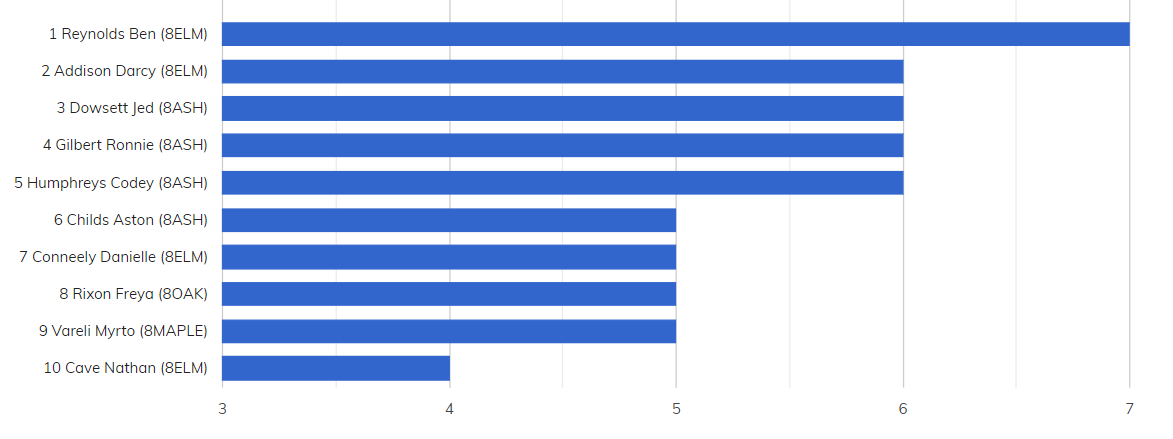 1 Reynolds Ben (8ELM)
2 Addison Darcy (8ELM)
3 Dowsett Jed (8ASH)
4 Gilbert Ronnie (8ASH)
5 Humphreys Codey (8ASH)
6 Childs Aston (8ASH)
7 Conneely Danielle (8ELM)
8 Rixon Freya (8OAK)
9 Vareli Myrto (8MAPLE)
10 Cave Nathan (8ELM)
3 4 5 6 7